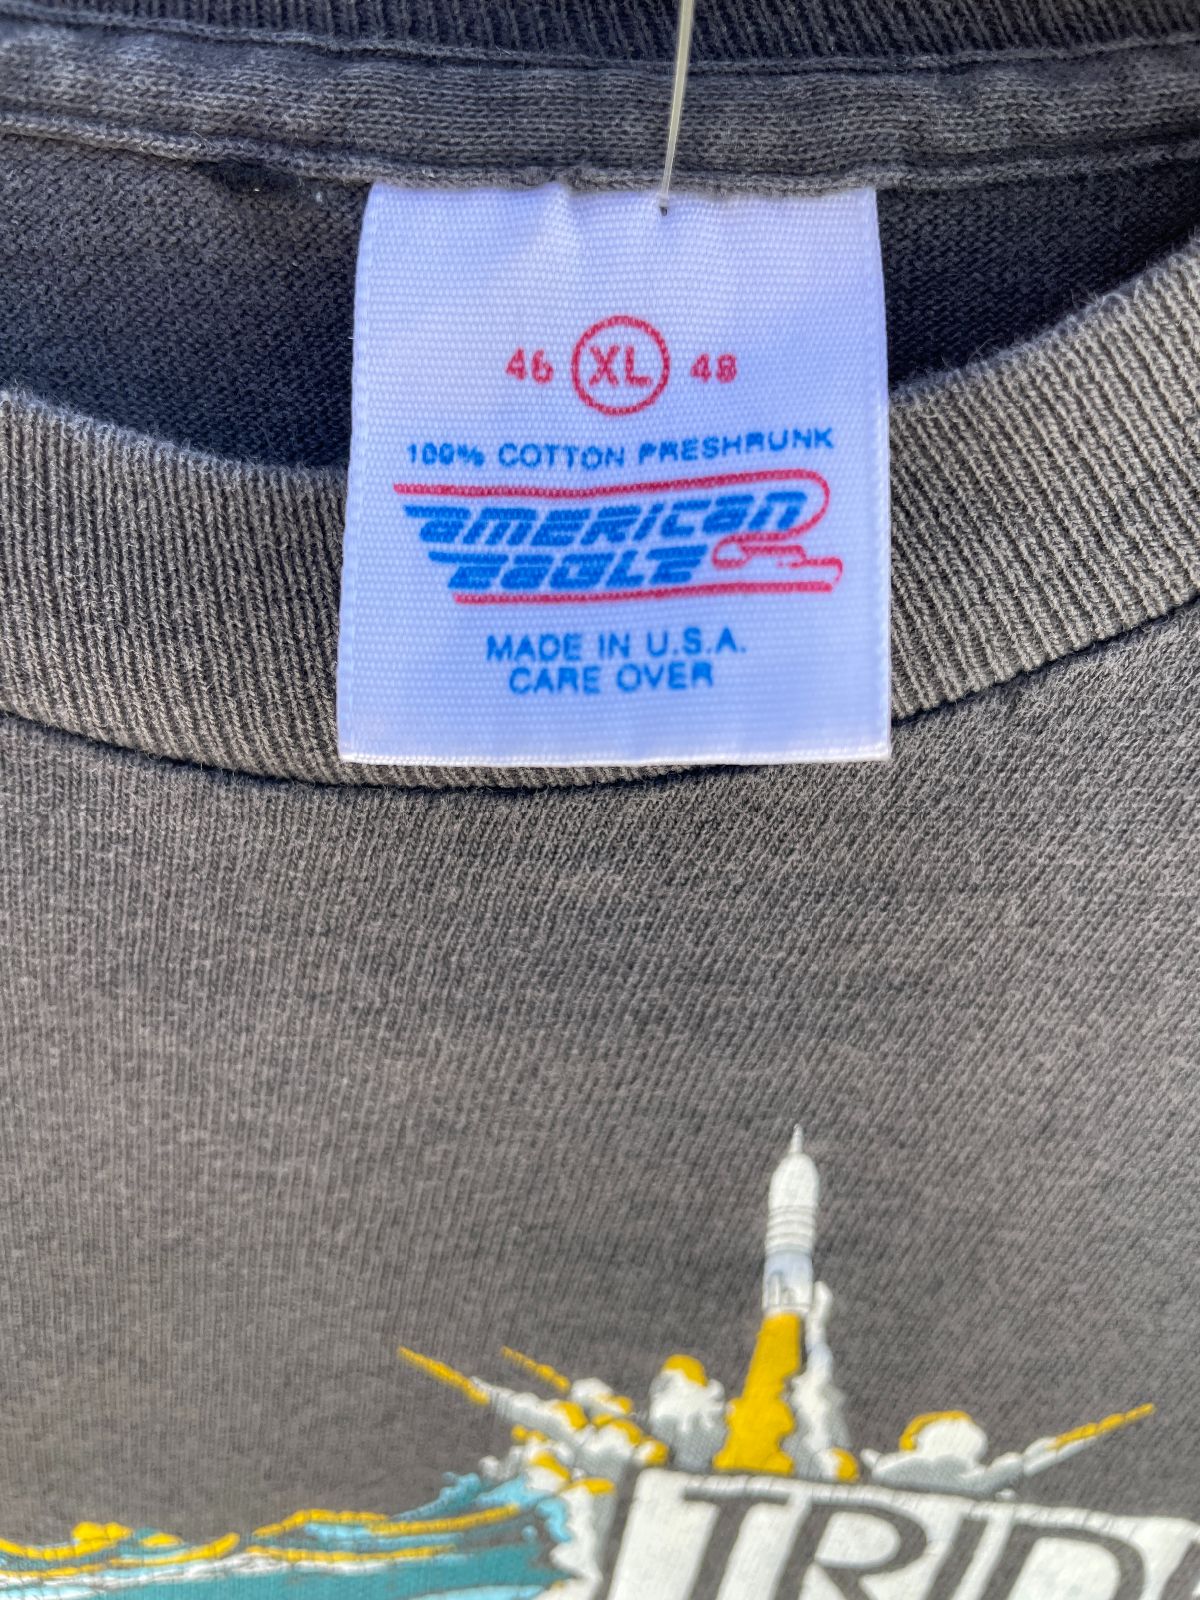 46 XL 48
100% COTTON PRESHRUNK
AMERICAN
EAGLE
MADE IN U.S.A.
CARE OVER